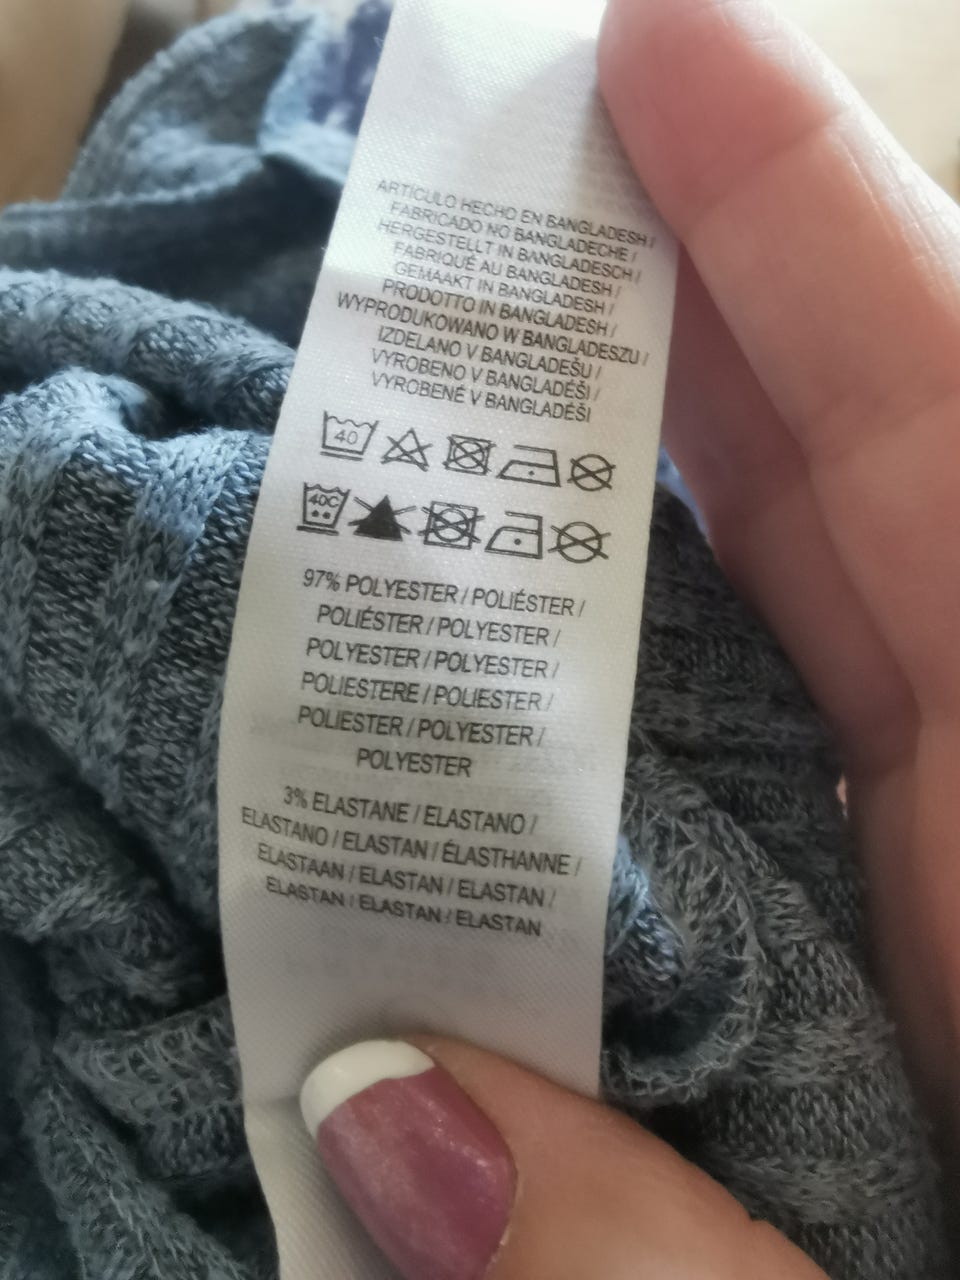 ARTICULO HECHO EN BANGLADESH /
FABRICADO NO BANGLADECHE /
HERGESTELLT IN BANGLADESCH /
FABRIQUÉ AU BANGLADESH /
GEMAAKT IN BANGLADESH /
PRODOTTO IN BANGLADESH /
WYPRODUKOWANO W BANGLADESZU /
IZDELANO V BANGLADEŠU /
VYROBENO V BANGLADÉŠI /
VYROBENÉ V BANGLADÉŠI
40
40C
97% POLYESTER / POLIÉSTER /
POLIÉSTER / POLYESTER /
POLYESTER / POLYESTER /
POLIESTERE / POLIESTER /
POLIESTER / POLYESTER /
POLYESTER
3% ELASTANE / ELASTANO /
ELASTANO / ELASTAN / ÉLASTHANNE /
ELASTAAN / ELASTAN / ELASTAN /
ELASTAN / ELASTAN / ELASTAN